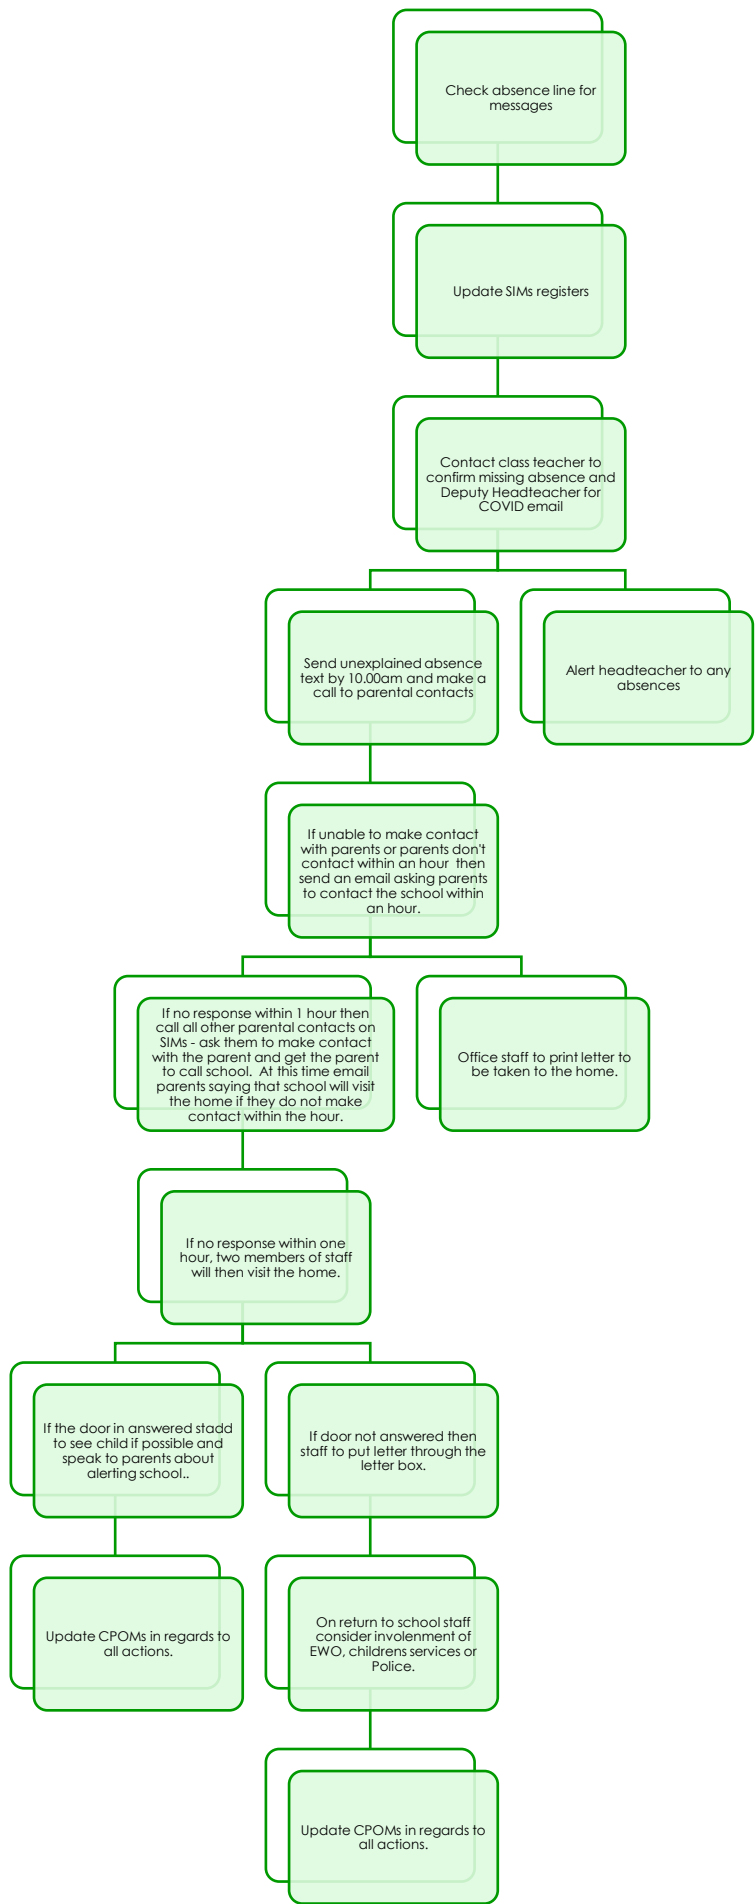 Check absence line for
messages
Update SIMs registers
Contact class teacher to
confirm missing absence and
Deputy Headteacher for
COVID email
Send unexplained absence
text by 10.00am and make a
call to parental contacts
Alert headteacher to any
absences
If unable to make contact
with parents or parents don't
contact within an hour  then
send an email asking parents
to contact the school within
an hour.
If no response within 1 hour then
call all other parental contacts on
SIMs - ask them to make contact
with the parent and get the parent
to call school.  At this time email
parents saying that school will visit
the home if they do not make
contact within the hour.
Office staff to print letter to
be taken to the home.
If no response within one
hour, two members of staff
will then visit the home.
If the door in answered stadd
to see child if possible and
speak to parents about
alerting school..
If door not answered then
staff to put letter through the
letter box.
Update CPOMs in regards to
all actions.
On return to school staff
consider involenment of
EWO, childrens services or
Police.
Update CPOMs in regards to
all actions.